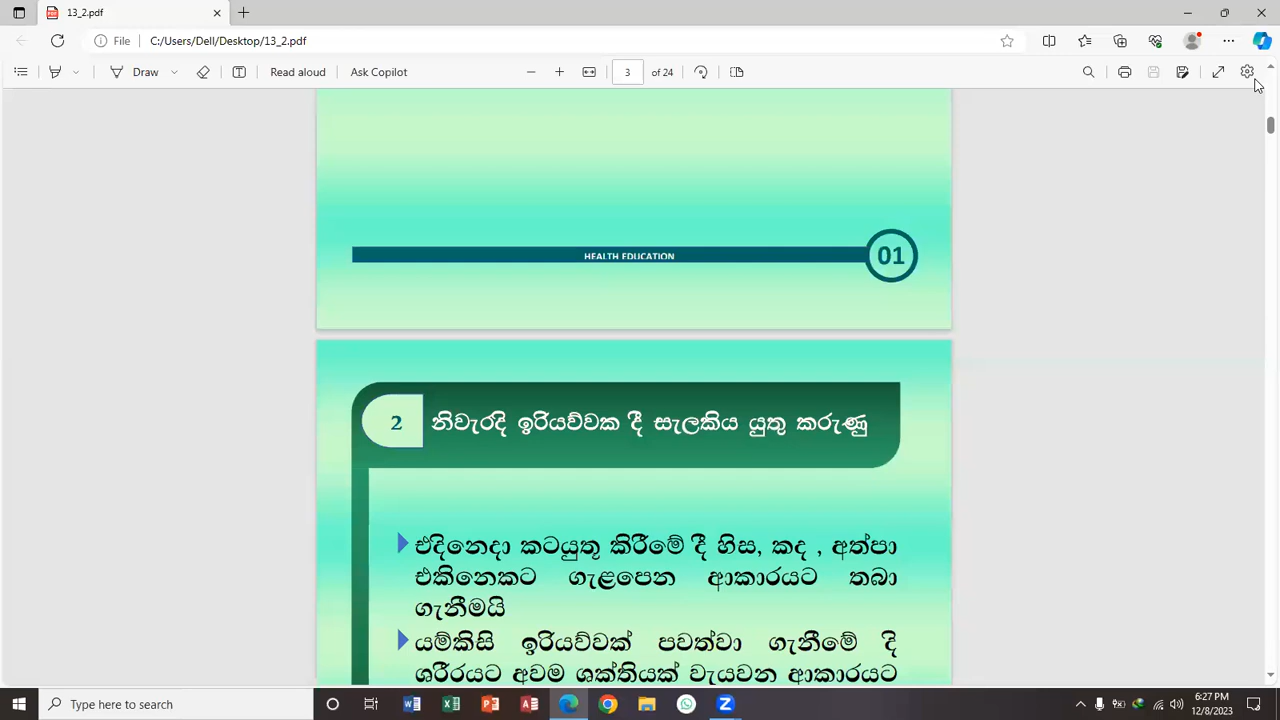 13_2.pdf
File C:/Users/Dell/Desktop/13_2.pdf
Draw Read aloud Ask Copilot 3 of 24
HEALTH EDUCATION 01
2 නිවැරදි ඉරියව්වක දී සැලකිය යුතු කරුණු
එදිනෙදා කටයුතු කිරීමේ දී හිස, කඳ , අත්පා
එකිනෙකට ගැළපෙන ආකාරයට තබා
ගැනීමයි
යම්කිසි ඉරියව්වක් පවත්වා ගැනීමේ දි
ශරීරයට අවම ශක්තියක් වැයවන ආකාරයට
Type here to search
6:27 PM
12/8/2023